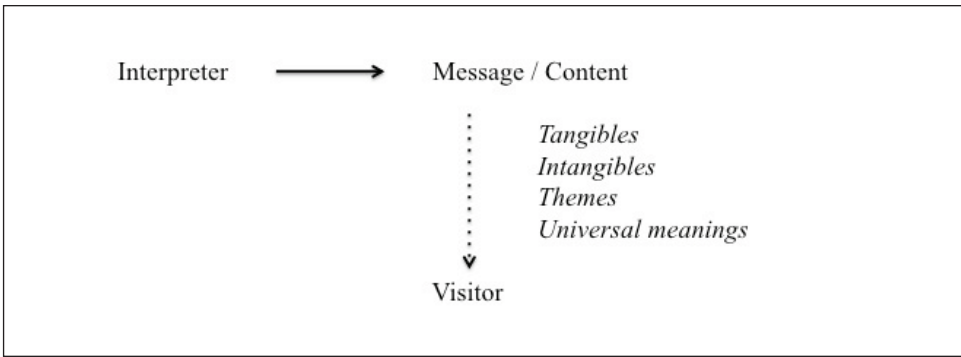 Interpreter
Message / Content
Tangibles
Intangibles
Themes
Universal meanings
Visitor